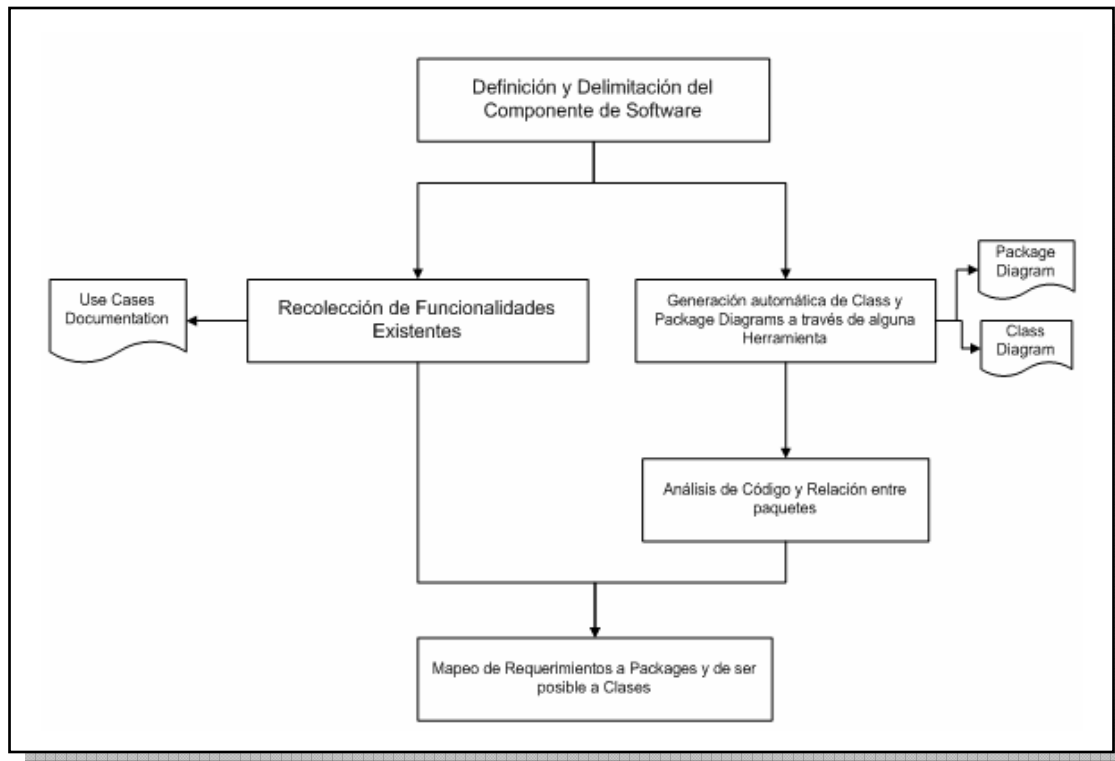 Definición y Delimitación del
Componente de Software
Use Cases
Documentation
Recolección de Funcionalidades
Existentes
Generación automática de Class y
Package Diagrams a través de alguna
Herramienta
Package
Diagram
Class
Diagram
Análisis de Código y Relación entre
paquetes
Mapeo de Requerimientos a Packages y de ser
posible a Clases